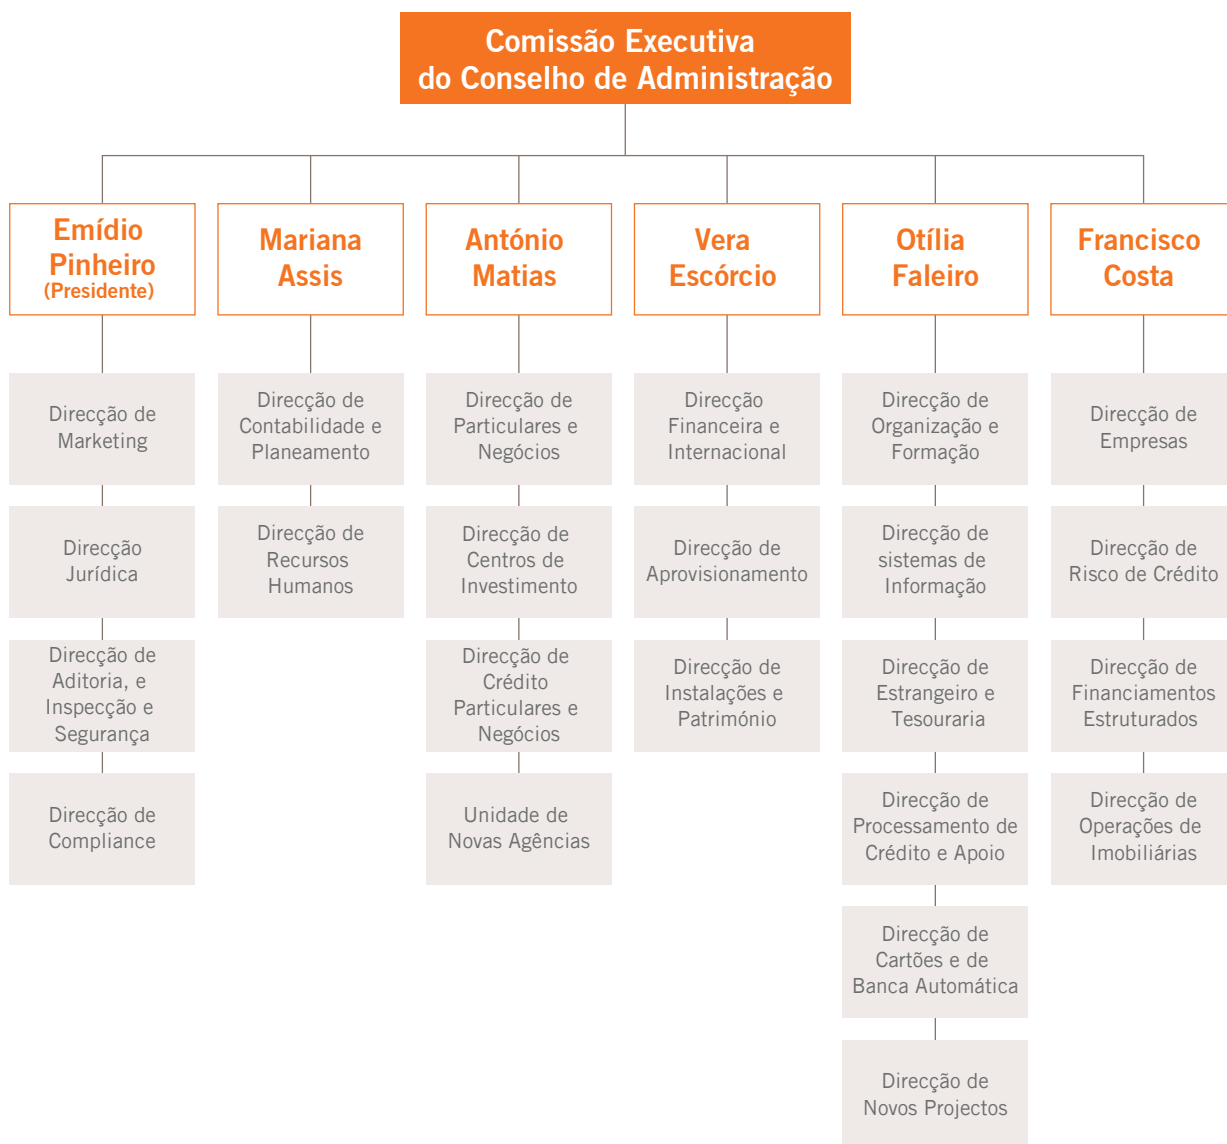 Comissão Executiva
do Conselho de Administração
Emídio
Pinheiro
(Presidente)
Mariana
Assis
António
Matias
Vera
Escórcio
Otília
Faleiro
Francisco
Costa
Direcção de
Marketing
Direcção
Jurídica
Direcção de
Aditoria, e
Inspecção e
Segurança
Direcção de
Compliance
Direcção de
Contabilidade e
Planeamento
Direcção de
Recursos
Humanos
Direcção de
Particulares e
Negócios
Direcção de
Centros de
Investimento
Direcção de
Crédito
Particulares e
Negócios
Unidade de
Novas Agências
Direcção
Financeira e
Internacional
Direcção de
Aprovisionamento
Direcção de
Instalações e
Património
Direcção de
Organização e
Formação
Direcção de
sistemas de
Informação
Direcção de
Estrangeiro e
Tesouraria
Direcção de
Processamento de
Crédito e Apoio
Direcção de
Cartões e de
Banca Automática
Direcção de
Novos Projectos
Direcção de
Empresas
Direcção de
Risco de Crédito
Direcção de
Financiamentos
Estruturados
Direcção de
Operações de
Imobiliárias